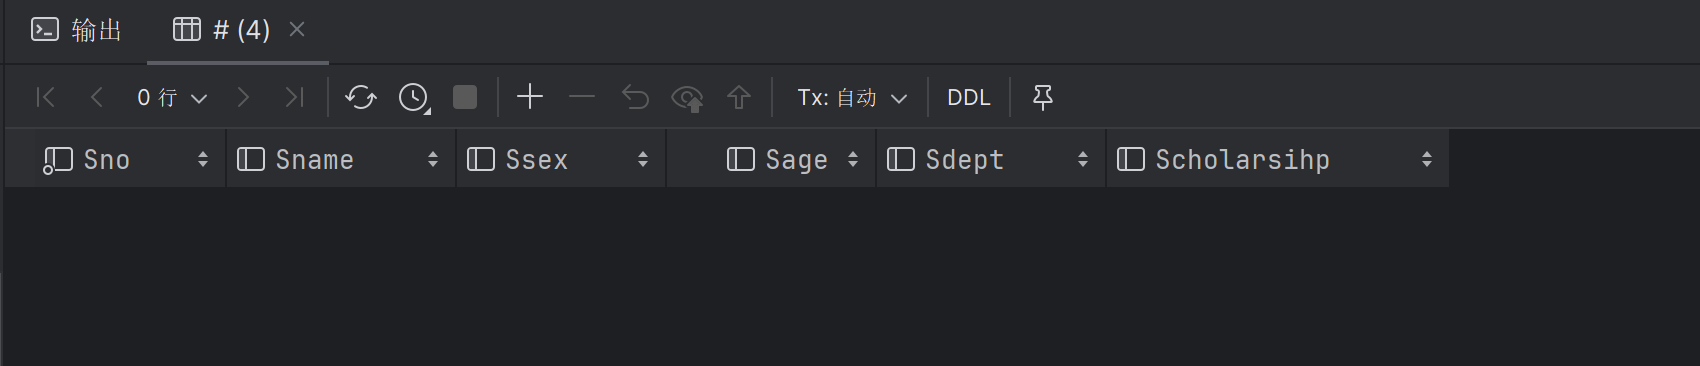 输出 # (4)
0 行 Tx: 自动 DDL
Sno Sname Ssex Sage Sdept Scholarsihp